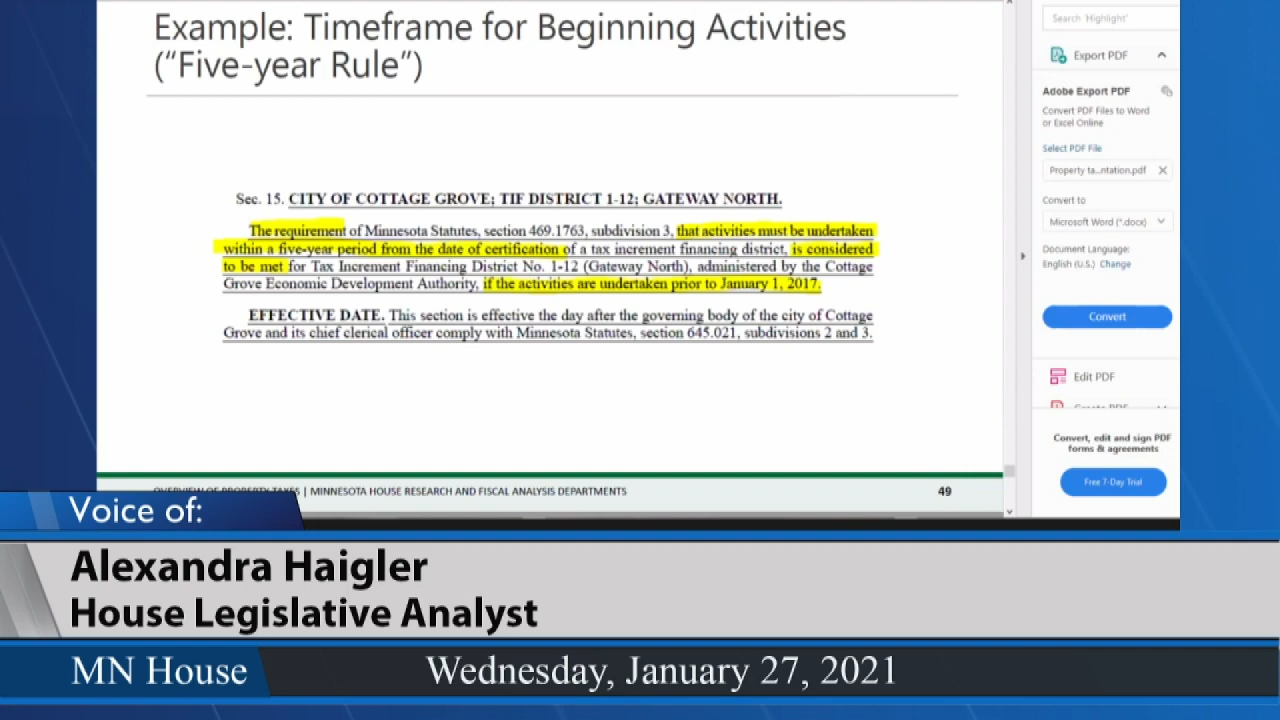 Example: Timeframe for Beginning Activities
(“Five-year Rule”)
Sec. 15. CITY OF COTTAGE GROVE; TIF DISTRICT 1-12; GATEWAY NORTH.
The requirement of Minnesota Statutes, section 469.1763, subdivision 3, that activities must be undertaken
within a five-year period from the date of certification of a tax increment financing district, is considered
to be met for Tax Increment Financing District No. 1-12 (Gateway North), administered by the Cottage
Grove Economic Development Authority, if the activities are undertaken prior to January 1, 2017.
EFFECTIVE DATE. This section is effective the day after the governing body of the city of Cottage
Grove and its chief clerical officer comply with Minnesota Statutes, section 645.021, subdivisions 2 and 3.
OVERVIEW OF PROPERTY TAXES | MINNESOTA HOUSE RESEARCH AND FISCAL ANALYSIS DEPARTMENTS
49
Search 'Highlight'
Export PDF
Adobe Export PDF
Convert PDF Files to Word
or Excel Online
Select PDF File
Property ta...ntation.pdf
Convert to
Microsoft Word (*.docx)
Document Language:
English (U.S.) Change
Convert
Edit PDF
Create PDF
Convert, edit and sign PDF
forms & agreements
Free 7-Day Trial
Voice of:
Alexandra Haigler
House Legislative Analyst
MN House
Wednesday, January 27, 2021